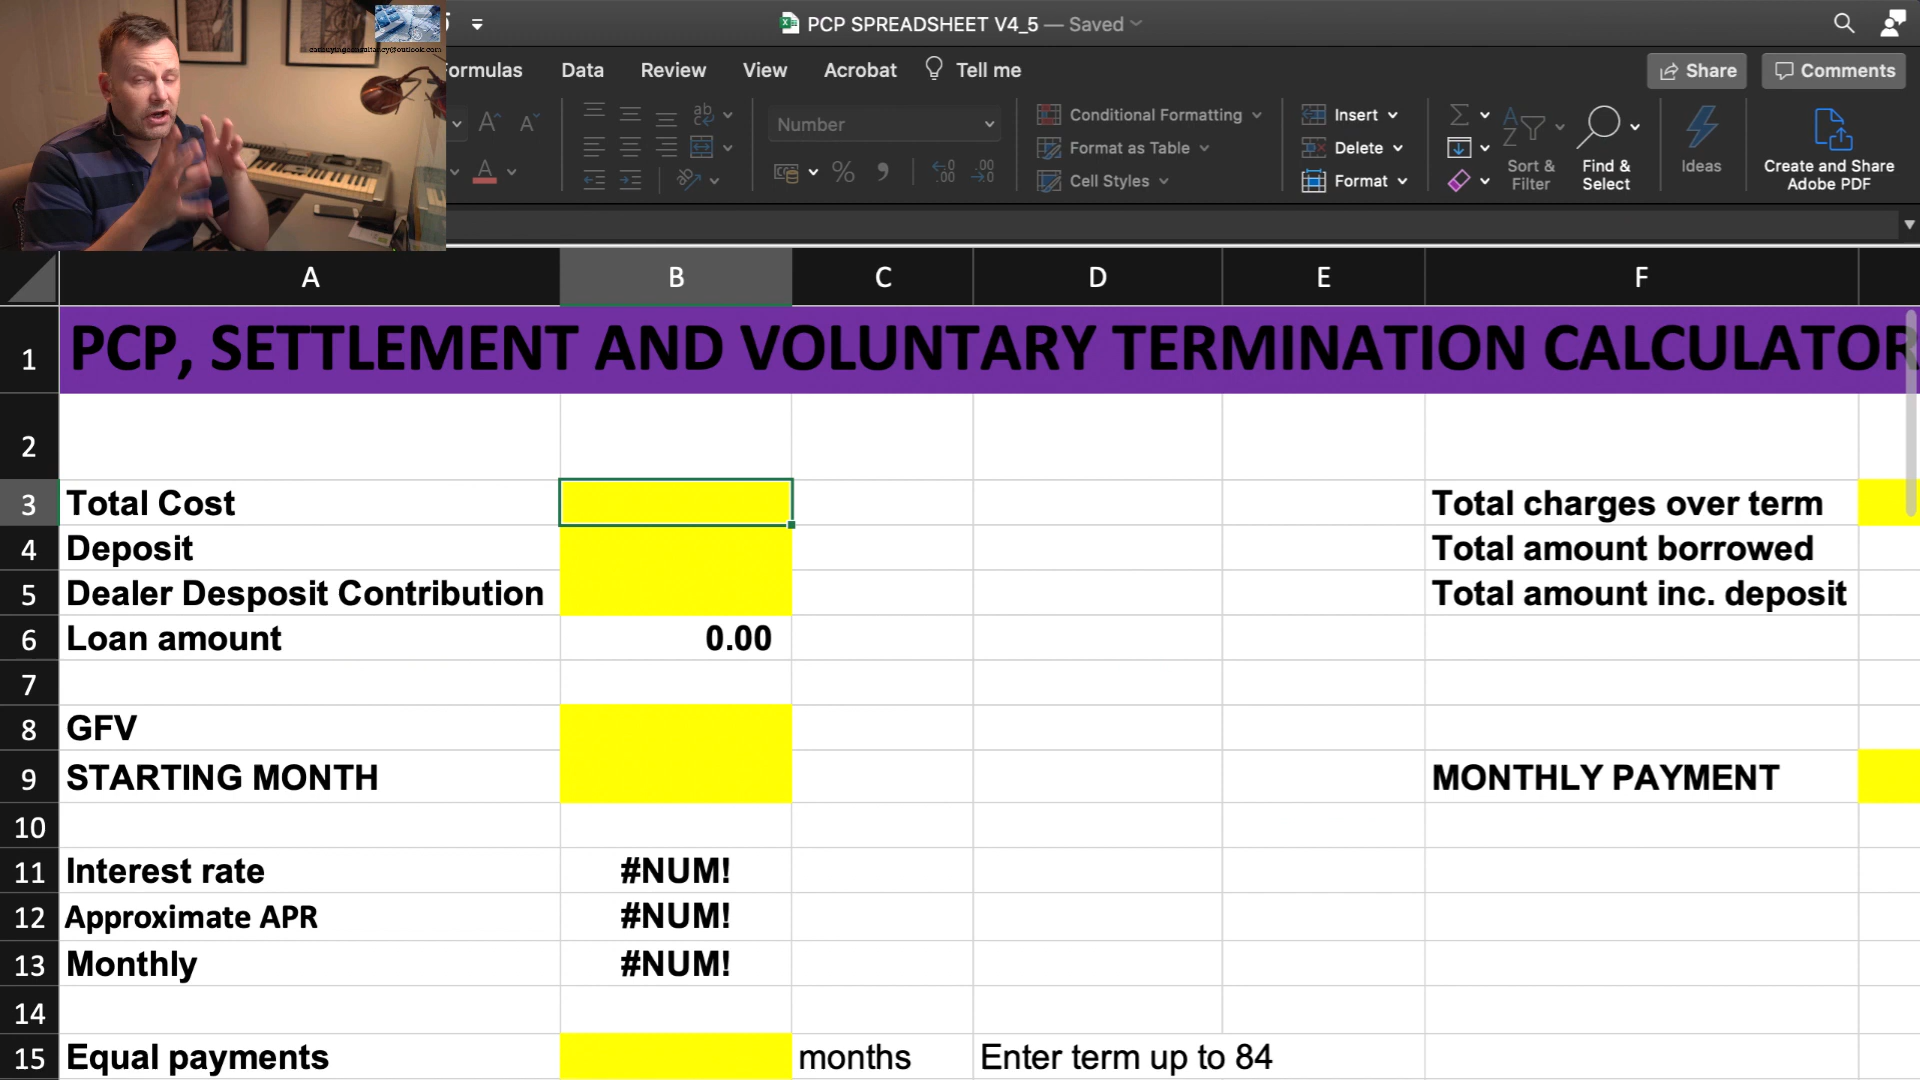 PCP SPREADSHEET V4_5 — Saved
carbuyingconsultancy@outlook.com
Formulas Data Review View Acrobat Tell me Share Comments
Number
Conditional Formatting
Format as Table
Cell Styles
Insert
Delete
Format
Sort &
Filter
Find &
Select
Ideas
Create and Share
Adobe PDF
A B C D E F
1 PCP, SETTLEMENT AND VOLUNTARY TERMINATION CALCULATOR
2
3 Total Cost Total charges over term
4 Deposit Total amount borrowed
5 Dealer Desposit Contribution Total amount inc. deposit
6 Loan amount 0.00
7
8 GFV
9 STARTING MONTH MONTHLY PAYMENT
10
11 Interest rate #NUM!
12 Approximate APR #NUM!
13 Monthly #NUM!
14
15 Equal payments months Enter term up to 84